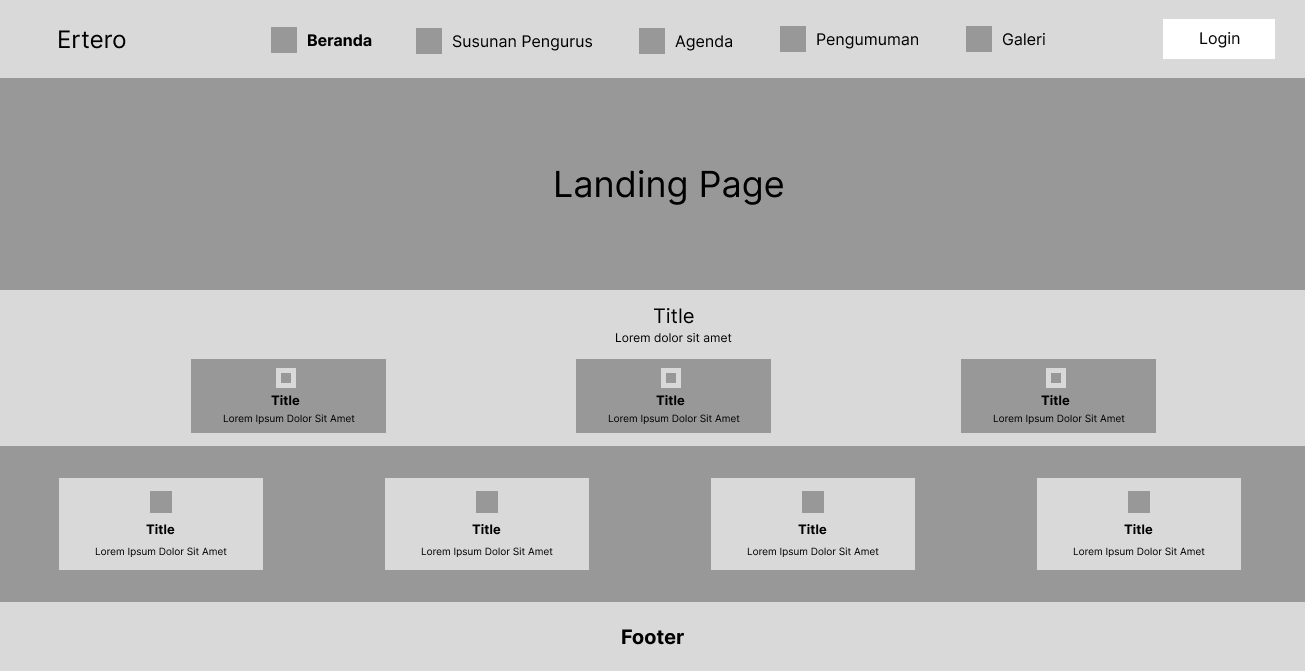 Ertero
Beranda
Susunan Pengurus
Agenda
Pengumuman
Galeri
Login
Landing Page
Title
Lorem dolor sit amet
Title
Lorem Ipsum Dolor Sit Amet
Title
Lorem Ipsum Dolor Sit Amet
Title
Lorem Ipsum Dolor Sit Amet
Title
Lorem Ipsum Dolor Sit Amet
Title
Lorem Ipsum Dolor Sit Amet
Title
Lorem Ipsum Dolor Sit Amet
Title
Lorem Ipsum Dolor Sit Amet
Footer